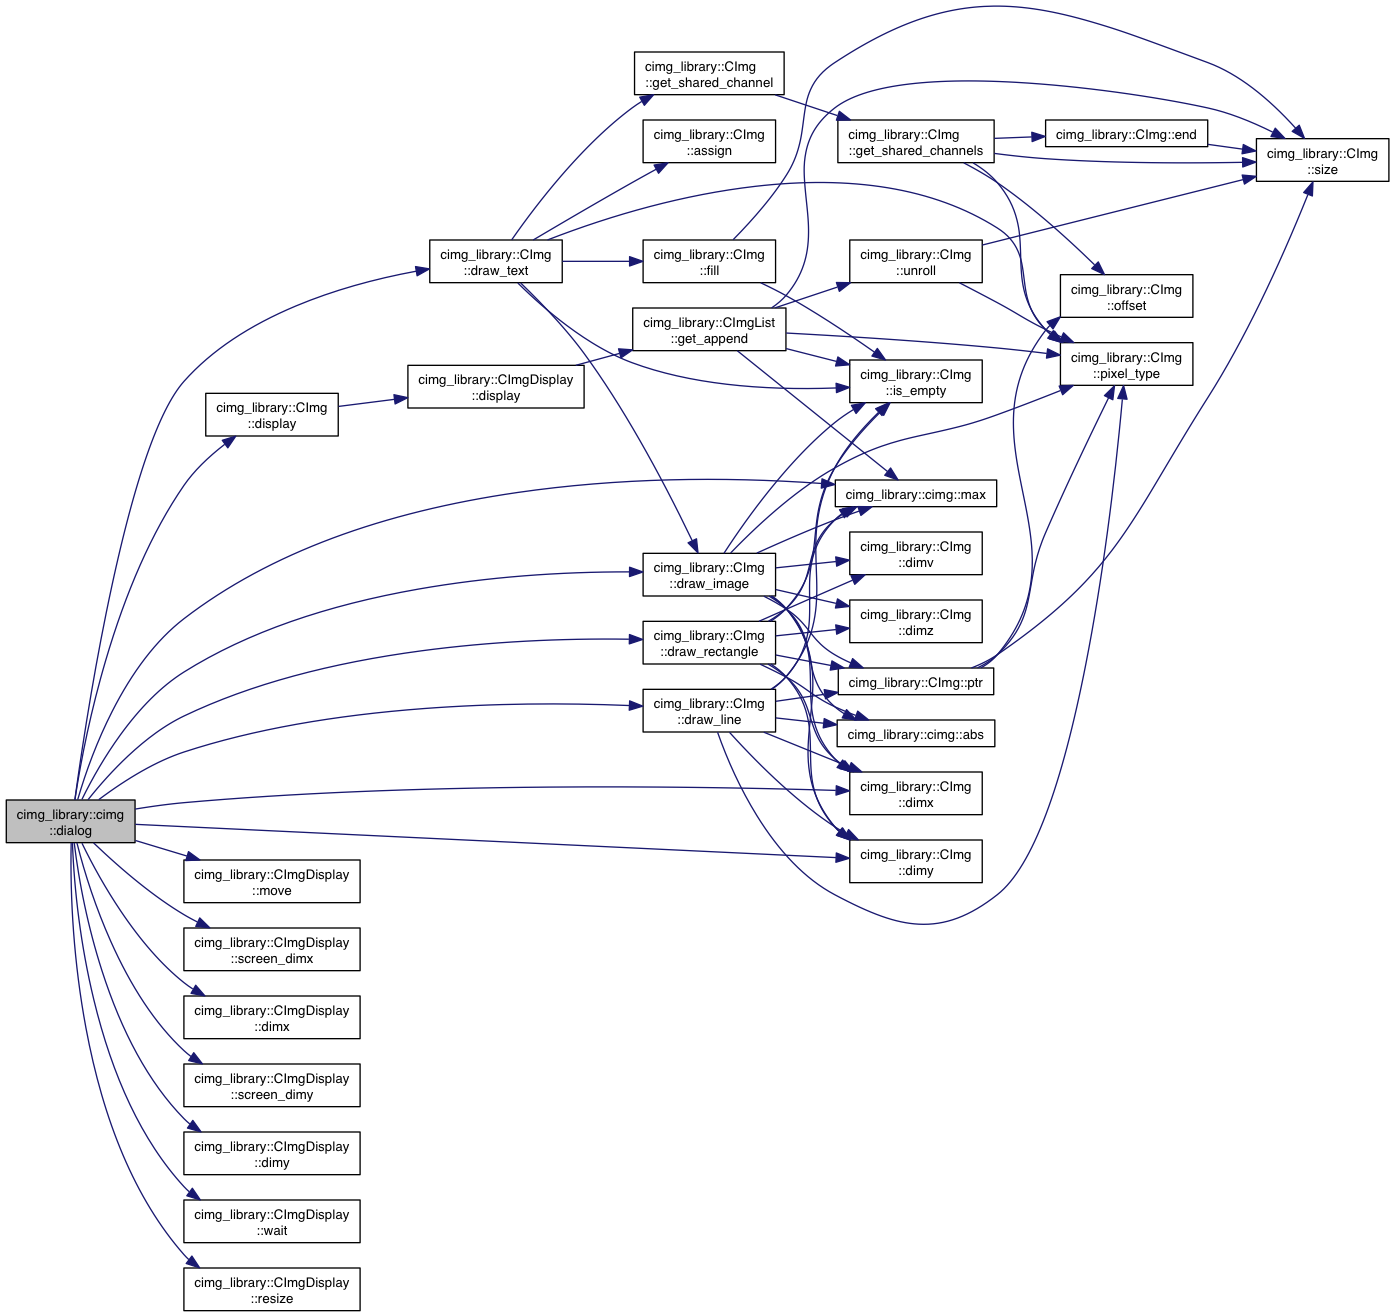 cimg_library::CImg
::get_shared_channel
cimg_library::CImg
::assign
cimg_library::CImg
::get_shared_channels
cimg_library::CImg::end
cimg_library::CImg
::size
cimg_library::CImg
::draw_text
cimg_library::CImg
::fill
cimg_library::CImg
::unroll
cimg_library::CImg
::offset
cimg_library::CImgList
::get_append
cimg_library::CImg
::pixel_type
cimg_library::CImg
::display
cimg_library::CImgDisplay
::display
cimg_library::CImg
::is_empty
cimg_library::cimg::max
cimg_library::CImg
::dimv
cimg_library::CImg
::draw_image
cimg_library::CImg
::dimz
cimg_library::CImg
::draw_rectangle
cimg_library::CImg::ptr
cimg_library::CImg
::draw_line
cimg_library::cimg::abs
cimg_library::CImg
::dimx
cimg_library::cimg
::dialog
cimg_library::CImg
::dimy
cimg_library::CImgDisplay
::move
cimg_library::CImgDisplay
::screen_dimx
cimg_library::CImgDisplay
::dimx
cimg_library::CImgDisplay
::screen_dimy
cimg_library::CImgDisplay
::dimy
cimg_library::CImgDisplay
::wait
cimg_library::CImgDisplay
::resize